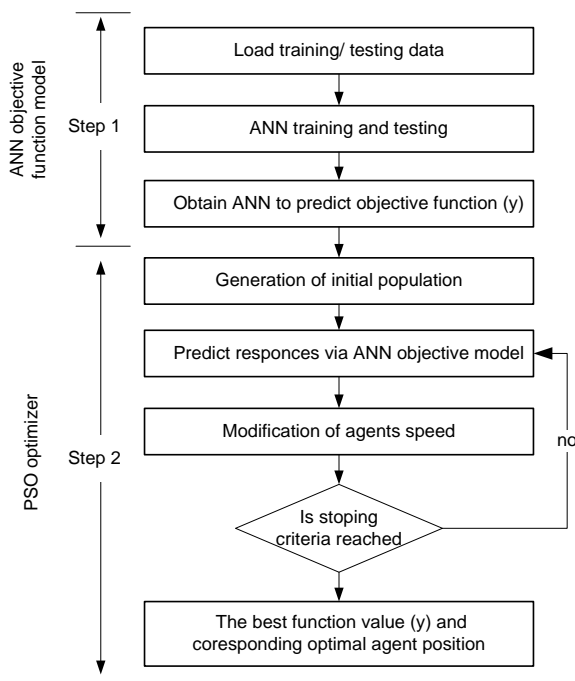 Load training/ testing data
ANN objective
function model
Step 1
ANN training and testing
Obtain ANN to predict objective function (y)
Generation of initial population
Predict responces via ANN objective model
Modification of agents speed
no
PSO optimizer
Step 2
Is stoping
criteria reached
The best function value (y) and
coresponding optimal agent position